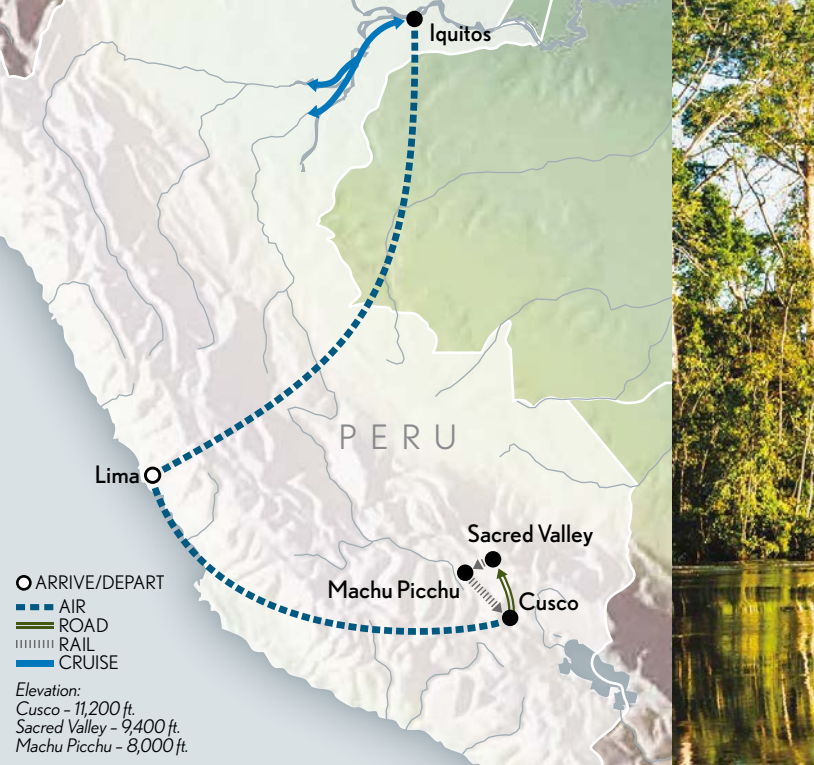 Iquitos
PERU
Lima
Sacred Valley
Machu Picchu
Cusco
ARRIVE/DEPART
AIR
ROAD
RAIL
CRUISE
Elevation:
Cusco – 11,200 ft.
Sacred Valley – 9,400 ft.
Machu Picchu – 8,000 ft.